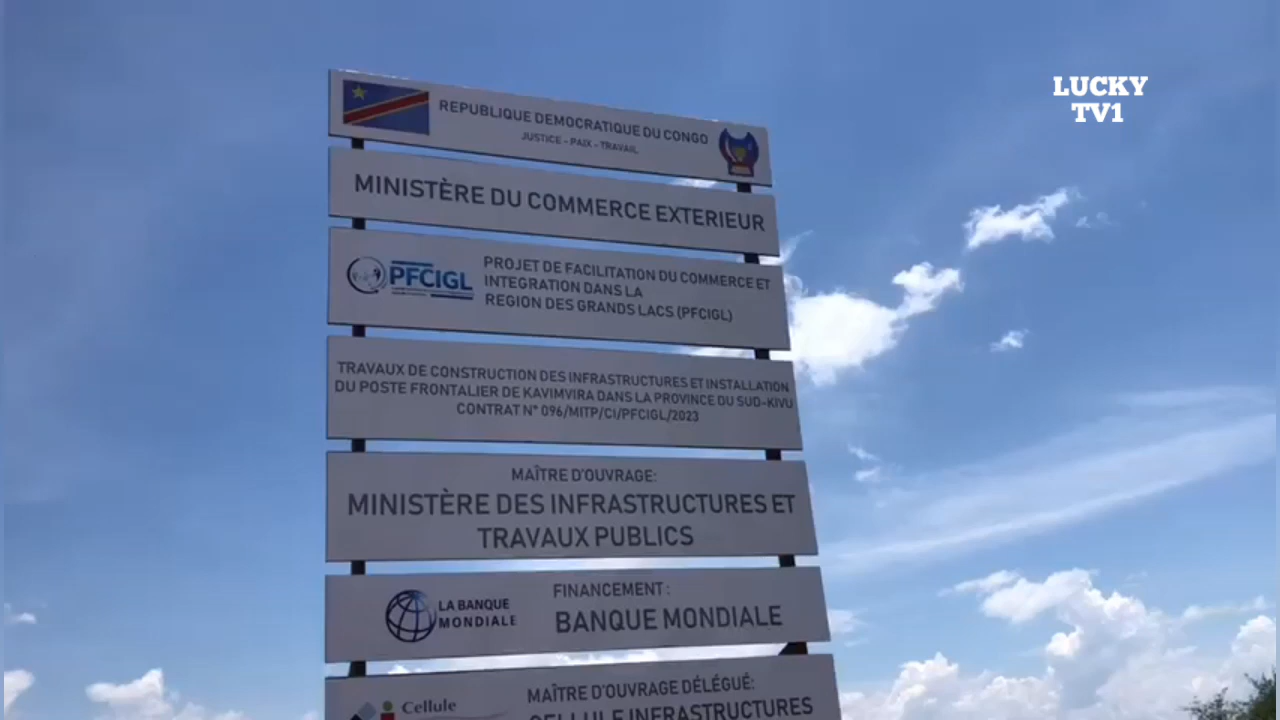 LUCKY
TV1
REPUBLIQUE DEMOCRATIQUE DU CONGO
JUSTICE - PAIX - TRAVAIL
MINISTÈRE DU COMMERCE EXTERIEUR
PFCIGL
PROJET DE FACILITATION DU COMMERCE ET
INTEGRATION DANS LA
REGION DES GRANDS LACS (PFCIGL)
TRAVAUX DE CONSTRUCTION DES INFRASTRUCTURES ET INSTALLATION
DU POSTE FRONTALIER DE KAVIMVIRA DANS LA PROVINCE DU SUD-KIVU
CONTRAT N° 096/MITP/CI/PFCIGL/2023
MAÎTRE D'OUVRAGE:
MINISTÈRE DES INFRASTRUCTURES ET
TRAVAUX PUBLICS
LA BANQUE
MONDIALE
FINANCEMENT :
BANQUE MONDIALE
Cellule
MAÎTRE D'OUVRAGE DÉLÉGUÉ:
CELLULE INFRASTRUCTURES